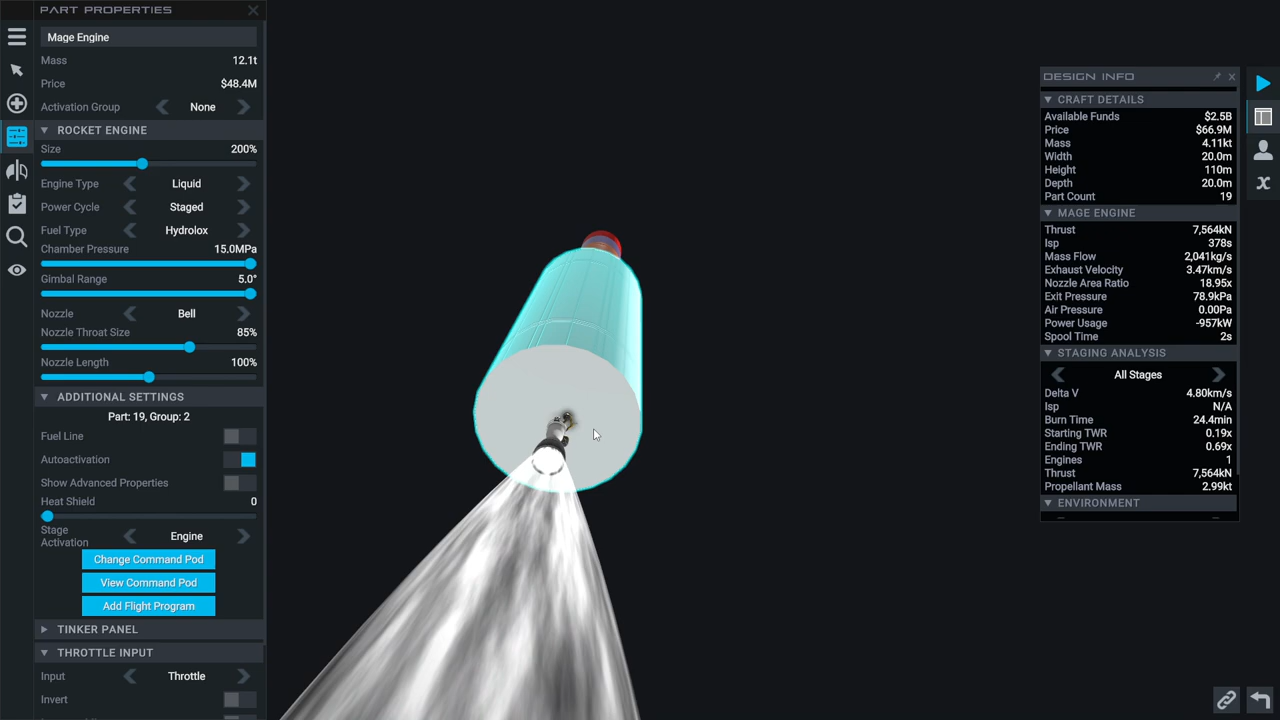 PART PROPERTIES
Mage Engine
Mass 12.1t
Price $48.4M
Activation Group None
ROCKET ENGINE
Size 200%
Engine Type Liquid
Power Cycle Staged
Fuel Type Hydrolox
Chamber Pressure 15.0MPa
Gimbal Range 5.0°
Nozzle Bell
Nozzle Throat Size 85%
Nozzle Length 100%
ADDITIONAL SETTINGS
Part: 19, Group: 2
Fuel Line
Autoactivation
Show Advanced Properties
Heat Shield 0
Stage Activation Engine
Change Command Pod
View Command Pod
Add Flight Program
TINKER PANEL
THROTTLE INPUT
Input Throttle
Invert
DESIGN INFO
CRAFT DETAILS
Available Funds $2.5B
Price $66.9M
Mass 4.11kt
Width 20.0m
Height 110m
Depth 20.0m
Part Count 19
MAGE ENGINE
Thrust 7,564kN
Isp 378s
Mass Flow 2,041kg/s
Exhaust Velocity 3.47km/s
Nozzle Area Ratio 18.95x
Exit Pressure 78.9kPa
Air Pressure 0.00Pa
Power Usage -957kW
Spool Time 2s
STAGING ANALYSIS
All Stages
Delta V 4.80km/s
Isp N/A
Burn Time 24.4min
Starting TWR 0.19x
Ending TWR 0.69x
Engines 1
Thrust 7,564kN
Propellant Mass 2.99kt
ENVIRONMENT